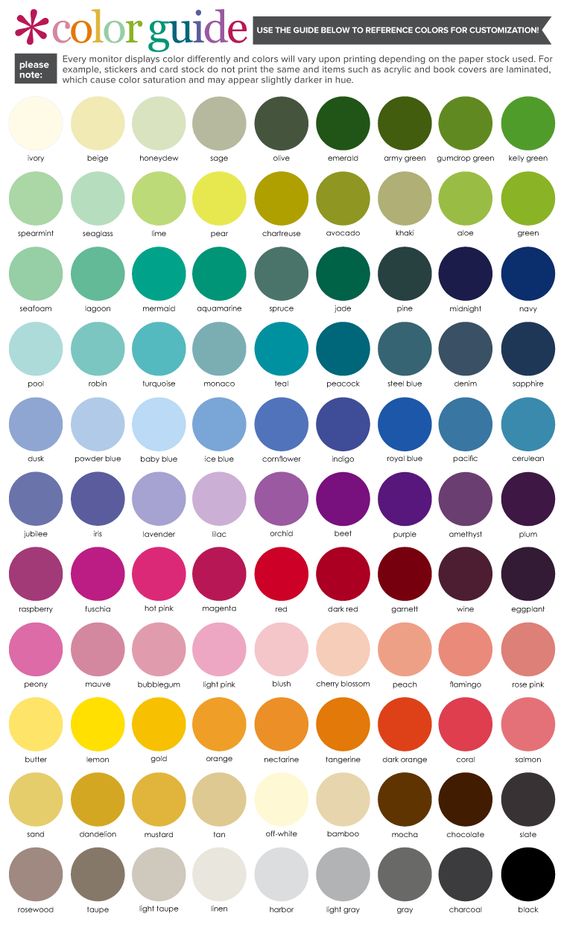 *color guide
USE THE GUIDE BELOW TO REFERENCE COLORS FOR CUSTOMIZATION!
please
note:
Every monitor displays color differently and colors will vary upon printing depending on the paper stock used. For
example, stickers and card stock do not print the same and items such as acrylic and book covers are laminated,
which cause color saturation and may appear slightly darker in hue.
ivory beige honeydew sage olive emerald army green gumdrop green kelly green
spearmint seaglass lime pear chartreuse avocado khaki aloe green
seafoam lagoon mermaid aquamarine spruce jade pine midnight navy
pool robin turquoise monaco teal peacock steel blue denim sapphire
dusk powder blue baby blue ice blue cornflower indigo royal blue pacific cerulean
jubilee iris lavender lilac orchid beet purple amethyst plum
raspberry fuschia hot pink magenta red dark red garnett wine eggplant
peony mauve bubblegum light pink blush cherry blossom peach flamingo rose pink
butter lemon gold orange nectarine tangerine dark orange coral salmon
sand dandelion mustard tan off-white bamboo mocha chocolate slate
rosewood taupe light taupe linen harbor light gray gray charcoal black